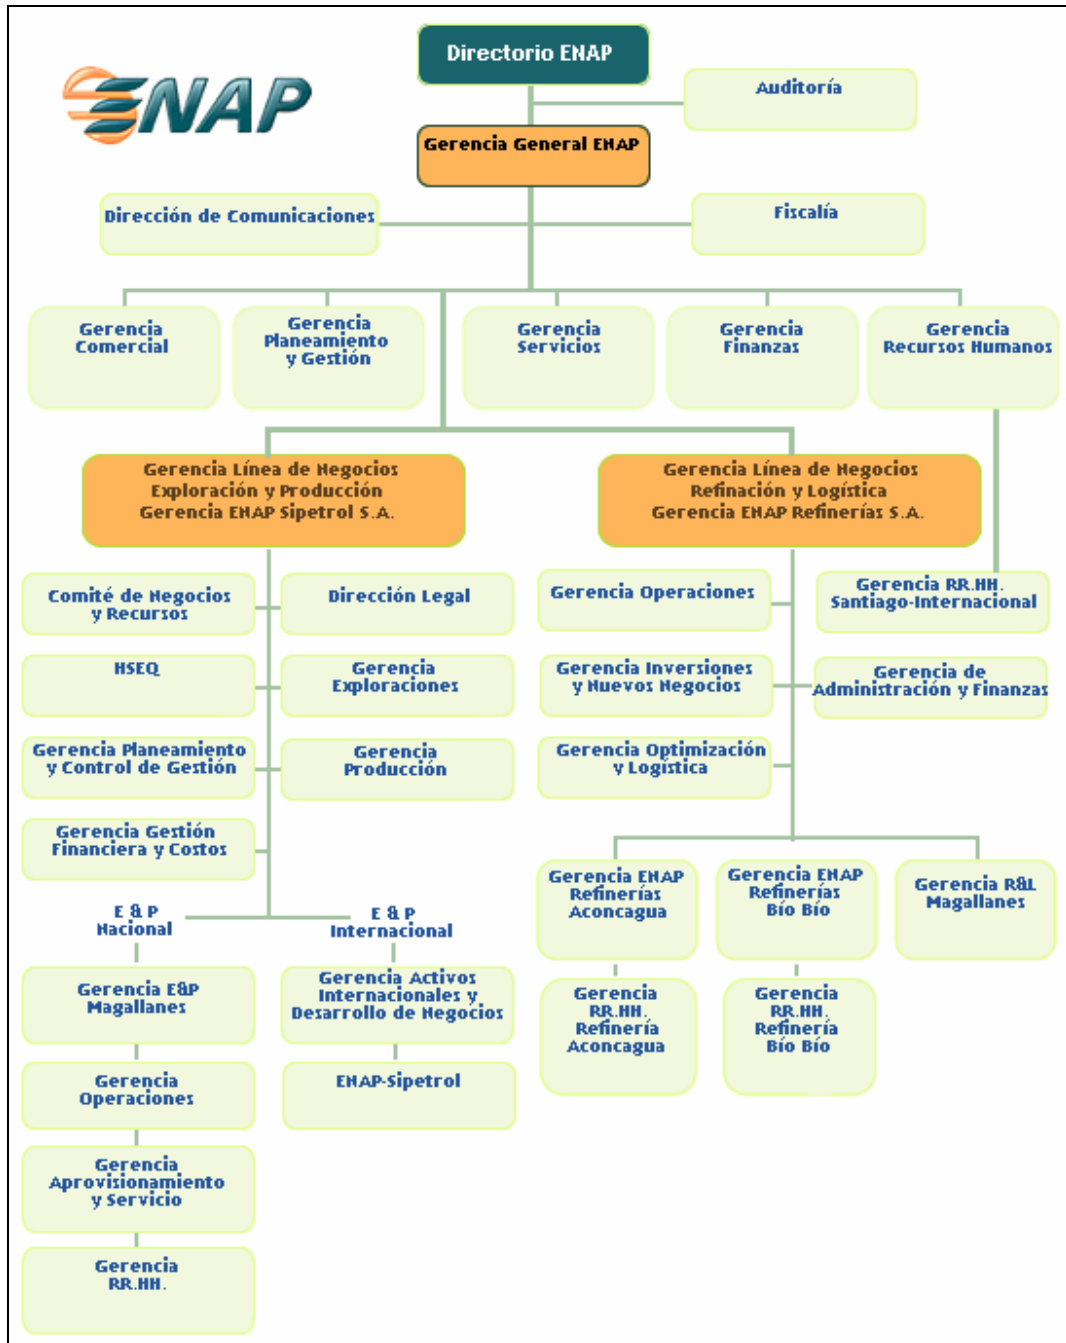 Directorio ENAP
ENAP
Auditoría
Gerencia General ENAP
Dirección de Comunicaciones
Fiscalía
Gerencia
Comercial
Gerencia
Planeamiento
y Gestión
Gerencia
Servicios
Gerencia
Finanzas
Gerencia
Recursos Humanos
Gerencia Línea de Negocios
Exploración y Producción
Gerencia ENAP Sipetrol S.A.
Gerencia Línea de Negocios
Refinación y Logística
Gerencia ENAP Refinerías S.A.
Comité de Negocios
y Recursos
Dirección Legal
HSEQ
Gerencia
Exploraciones
Gerencia Planeamiento
y Control de Gestión
Gerencia
Producción
Gerencia Gestión
Financiera y Costos
Gerencia Operaciones
Gerencia RR.HH.
Santiago-Internacional
Gerencia Inversiones
y Nuevos Negocios
Gerencia de
Administración y Finanzas
Gerencia Optimización
y Logística
Gerencia ENAP
Refinerías
Aconcagua
Gerencia ENAP
Refinerías
Bío Bío
Gerencia R&L
Magallanes
Gerencia
RR.HH.
Refinería
Aconcagua
Gerencia
RR.HH.
Refinería
Bío Bío
E & P
Nacional
E & P
Internacional
Gerencia E&P
Magallanes
Gerencia Activos
Internacionales y
Desarrollo de Negocios
Gerencia
Operaciones
ENAP-Sipetrol
Gerencia
Aprovisionamiento
y Servicio
Gerencia
RR.HH.